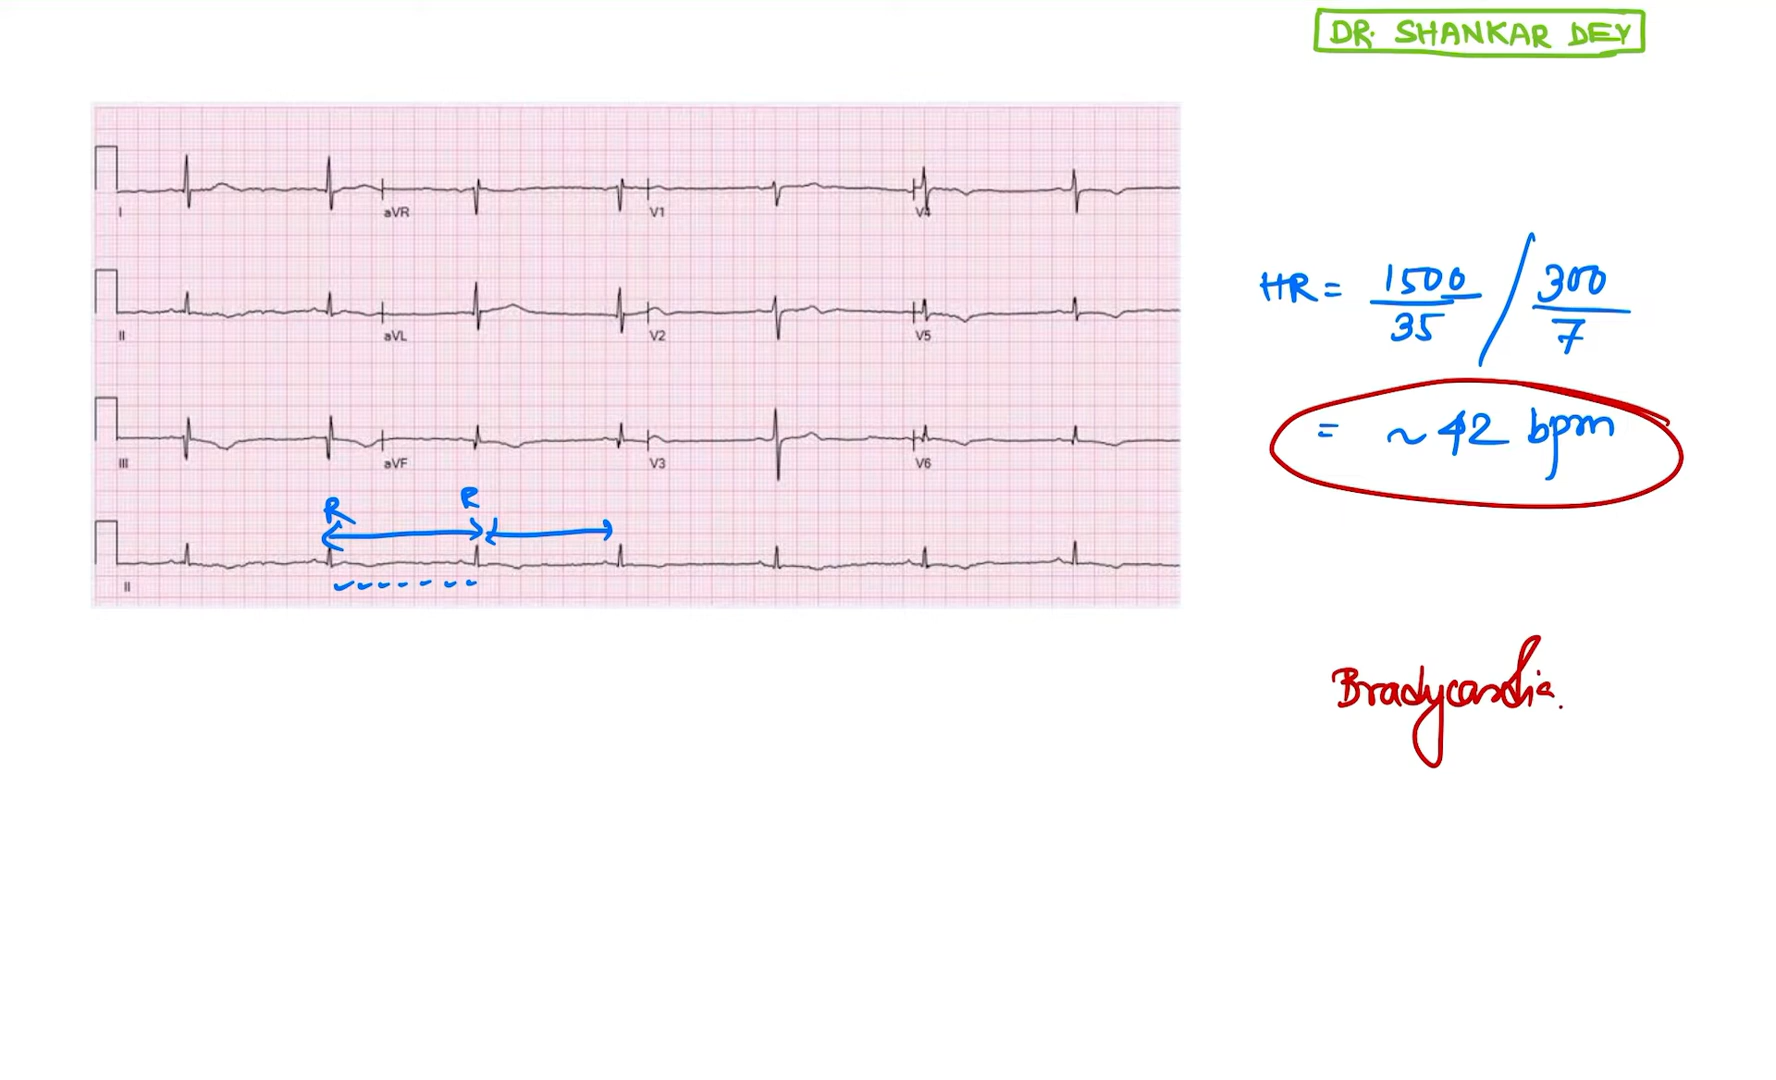 DR. SHANKAR DEY
I aVR V1 V4
II aVL V2 V5
III aVF V3 V6
R R
II
HR = 1500/35 / 300/7
= ~ 42 bpm
Bradycardia.